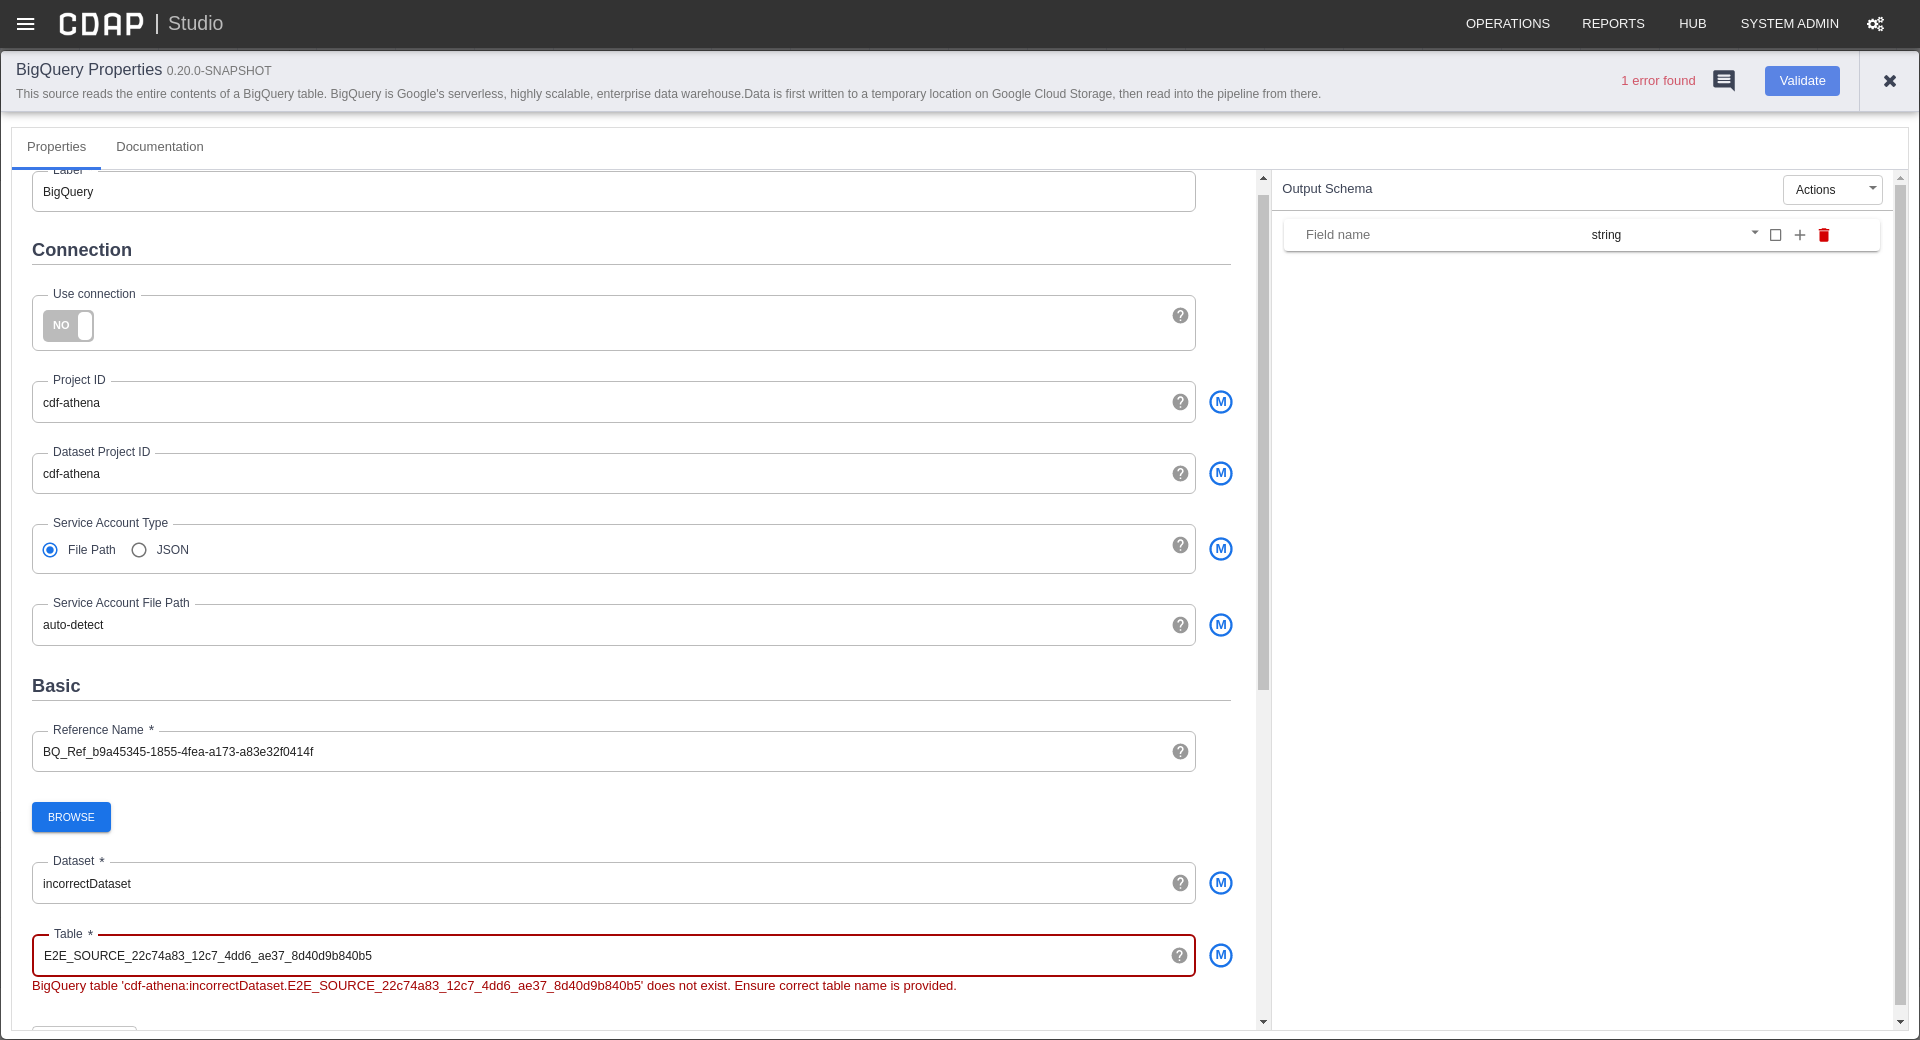 CDAP | Studio
OPERATIONS REPORTS HUB SYSTEM ADMIN
BigQuery Properties 0.20.0-SNAPSHOT
This source reads the entire contents of a BigQuery table. BigQuery is Google's serverless, highly scalable, enterprise data warehouse.Data is first written to a temporary location on Google Cloud Storage, then read into the pipeline from there.
1 error found
Validate
Properties Documentation
Label
BigQuery
Connection
Use connection
NO
Project ID
cdf-athena
M
Dataset Project ID
cdf-athena
M
Service Account Type
File Path JSON
M
Service Account File Path
auto-detect
M
Basic
Reference Name *
BQ_Ref_b9a45345-1855-4fea-a173-a83e32f0414f
BROWSE
Dataset *
incorrectDataset
M
Table *
E2E_SOURCE_22c74a83_12c7_4dd6_ae37_8d40d9b840b5
M
BigQuery table 'cdf-athena:incorrectDataset.E2E_SOURCE_22c74a83_12c7_4dd6_ae37_8d40d9b840b5' does not exist. Ensure correct table name is provided.
Output Schema
Actions
Field name string